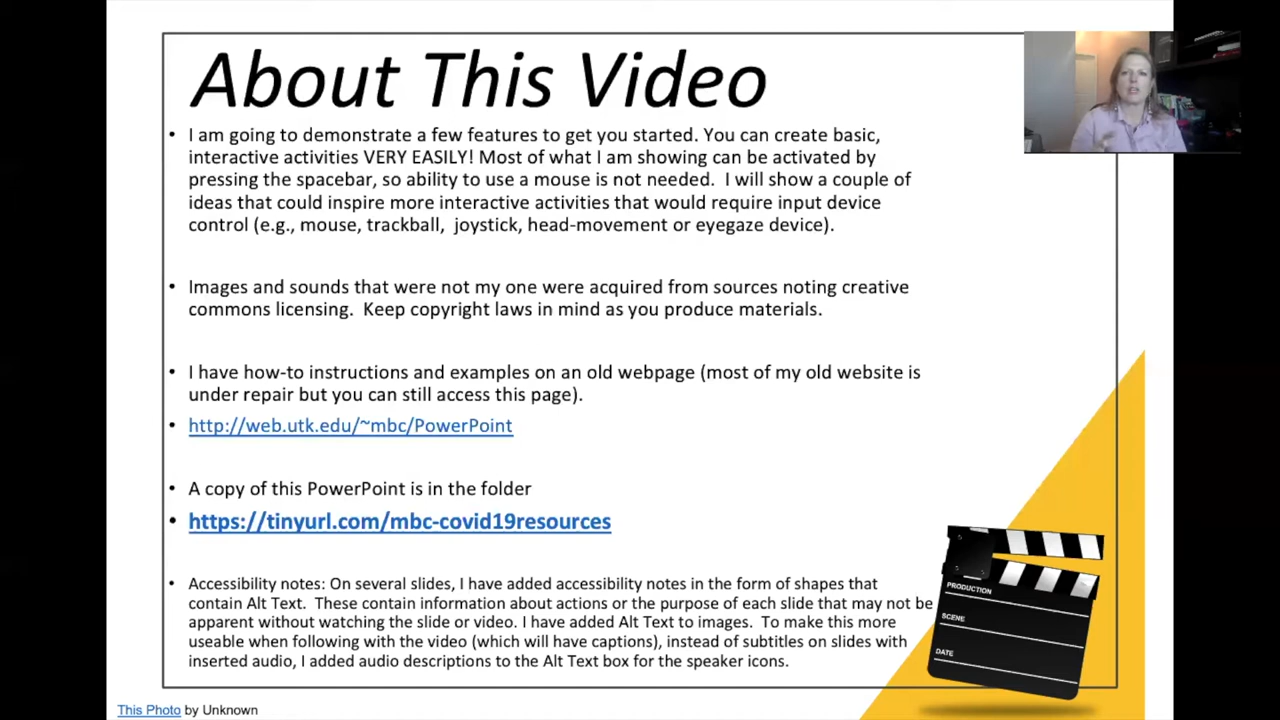 About This Video
• I am going to demonstrate a few features to get you started. You can create basic,
interactive activities VERY EASILY! Most of what I am showing can be activated by
pressing the spacebar, so ability to use a mouse is not needed.  I will show a couple of
ideas that could inspire more interactive activities that would require input device
control (e.g., mouse, trackball,  joystick, head-movement or eyegaze device).
• Images and sounds that were not my one were acquired from sources noting creative
commons licensing.  Keep copyright laws in mind as you produce materials.
• I have how-to instructions and examples on an old webpage (most of my old website is
under repair but you can still access this page).
• http://web.utk.edu/~mbc/PowerPoint
• A copy of this PowerPoint is in the folder
• https://tinyurl.com/mbc-covid19resources
• Accessibility notes: On several slides, I have added accessibility notes in the form of shapes that
contain Alt Text.  These contain information about actions or the purpose of each slide that may not be
apparent without watching the slide or video. I have added Alt Text to images.  To make this more
useable when following with the video (which will have captions), instead of subtitles on slides with
inserted audio, I added audio descriptions to the Alt Text box for the speaker icons.
PRODUCTION
SCENE
DATE
This Photo by Unknown